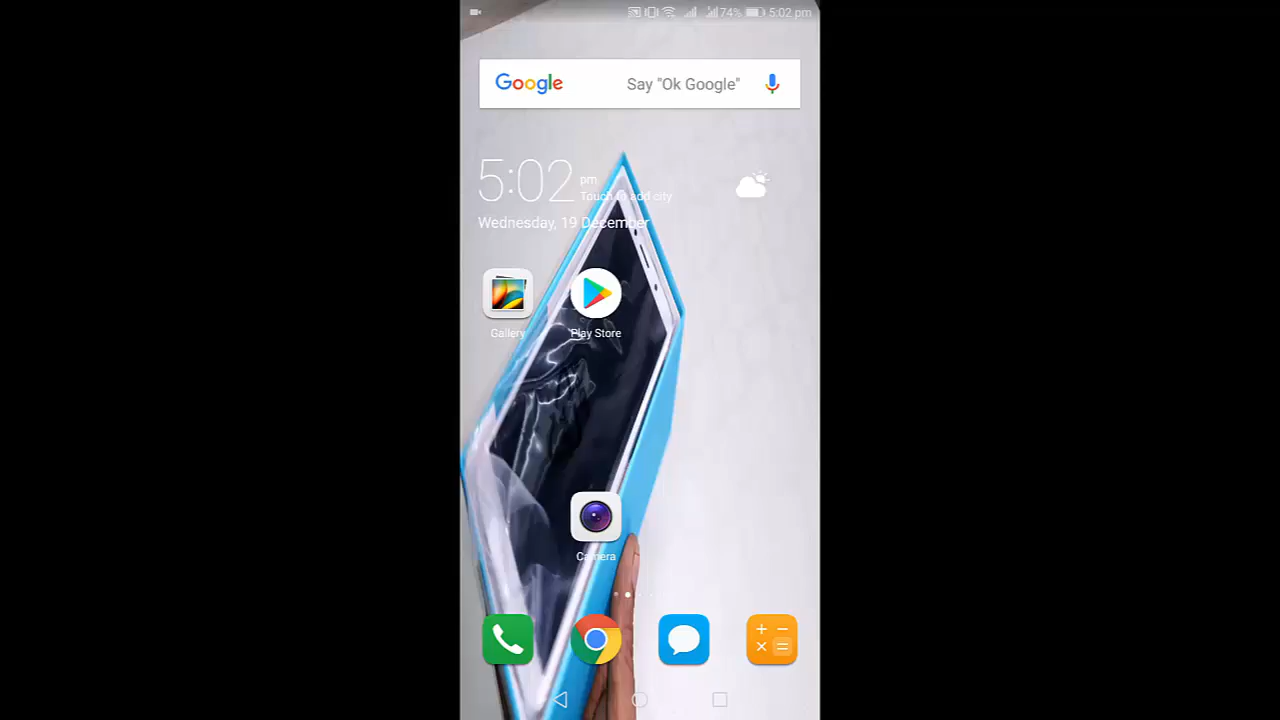 74% 5:02 pm
Google Say "Ok Google"
5:02 pm
Touch to add city
Wednesday, 19 December
Gallery Play Store
Camera